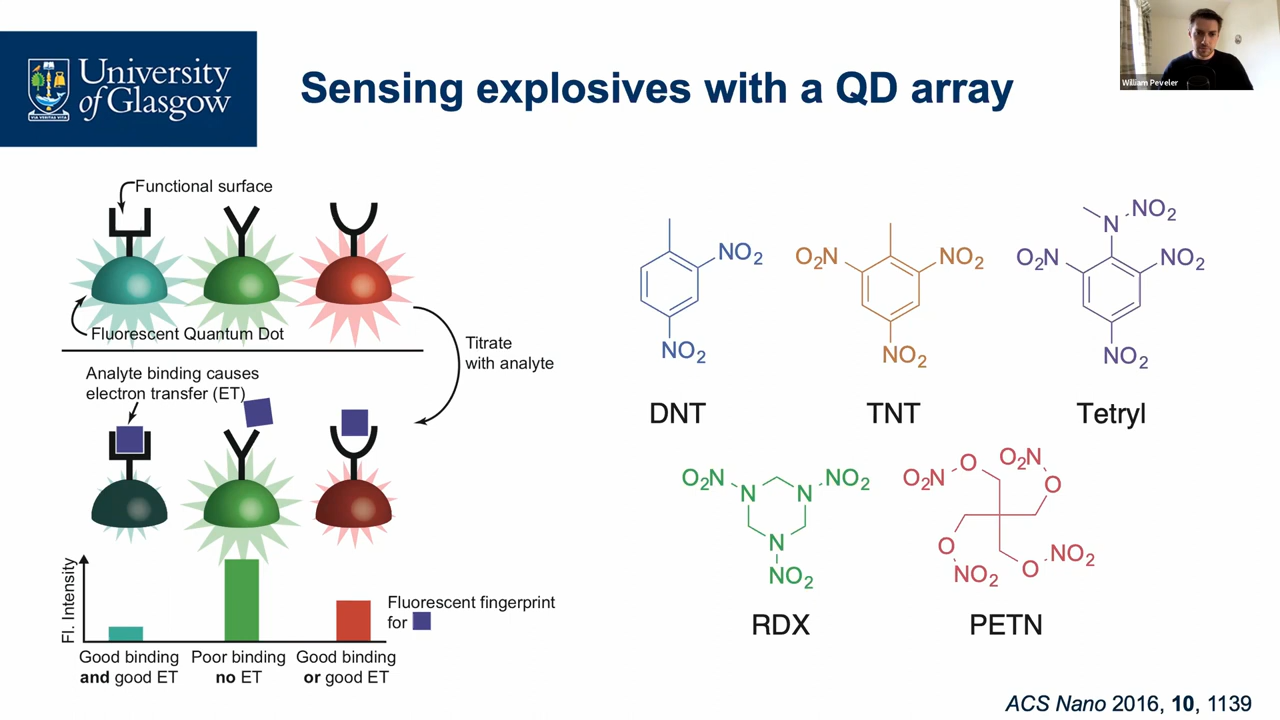 University
of Glasgow
VIA VERITAS VITA
Sensing explosives with a QD array
William Peveler
Functional surface
Fluorescent Quantum Dot
Titrate
with analyte
Analyte binding causes
electron transfer (ET)
Fl. Intensity
Fluorescent fingerprint
for
Good binding
and good ET
Poor binding
no ET
Good binding
or good ET
NO2
NO2
DNT
O2N
NO2
NO2
TNT
N
NO2
O2N
NO2
NO2
Tetryl
O2N
N
N
NO2
N
NO2
RDX
O2N
O
O2N
O
O
NO2
O
NO2
PETN
ACS Nano 2016, 10, 1139